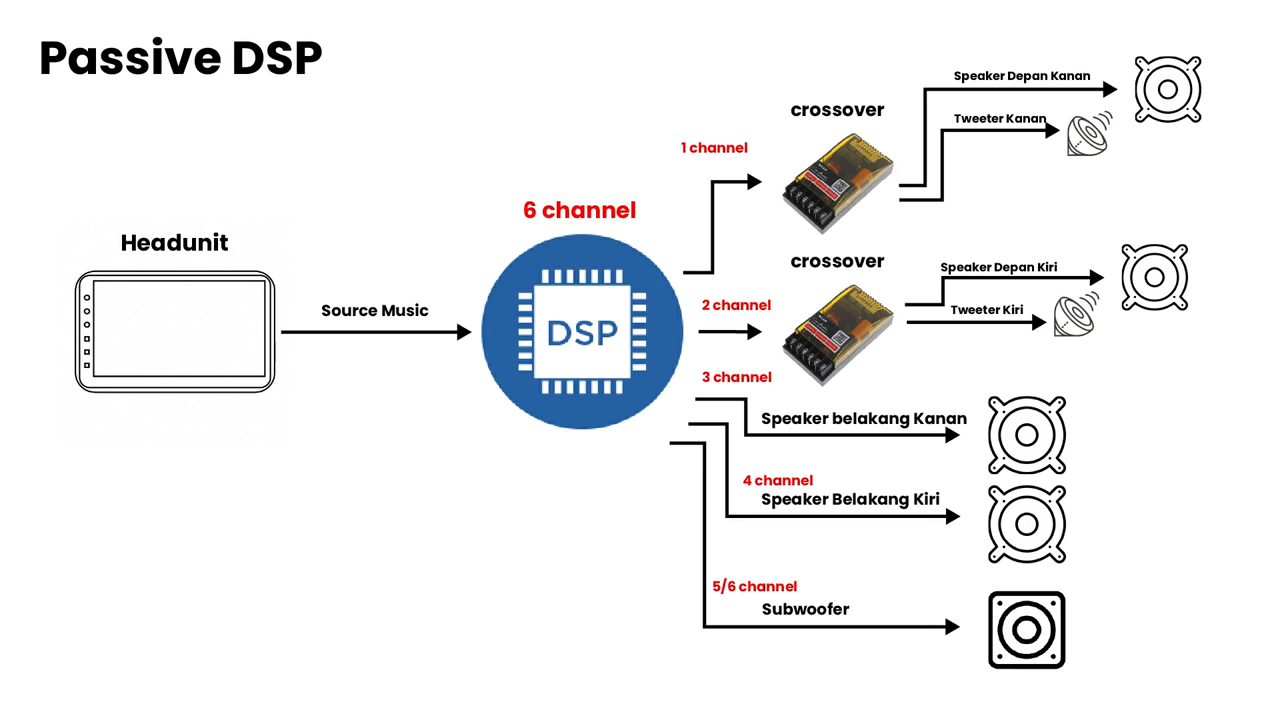 Passive DSP
Speaker Depan Kanan
crossover
Tweeter Kanan
1 channel
6 channel
Headunit
crossover
Speaker Depan Kiri
Source Music
2 channel
Tweeter Kiri
DSP
3 channel
Speaker belakang Kanan
4 channel
Speaker Belakang Kiri
5/6 channel
Subwoofer